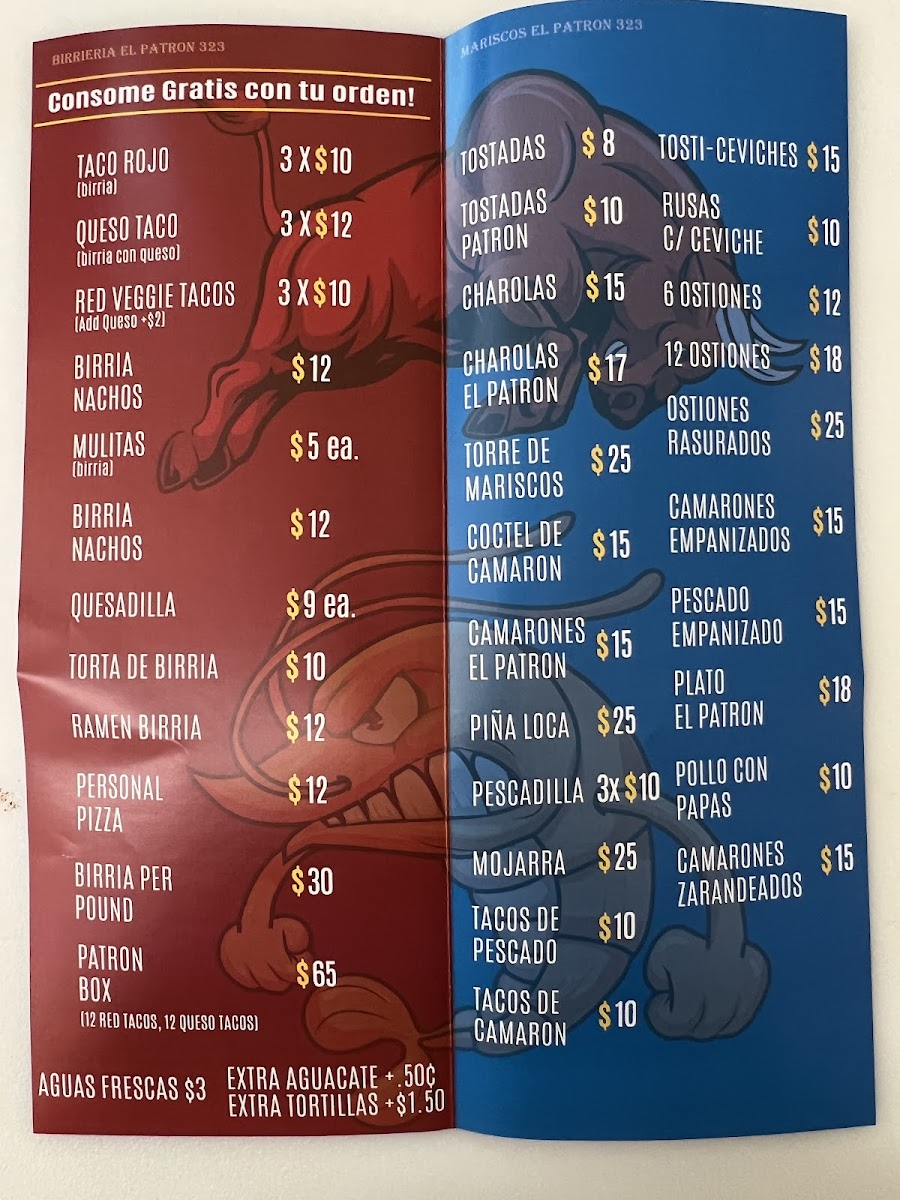 BIRRIERIA EL PATRON 323
Consome Gratis con tu orden!
TACO ROJO 3 X $10
(birria)
QUESO TACO 3 X $12
(birria con queso)
RED VEGGIE TACOS 3 X $10
(Add Queso +$2)
BIRRIA
NACHOS $12
MULITAS $5 ea.
(birria)
BIRRIA
NACHOS $12
QUESADILLA $9 ea.
TORTA DE BIRRIA $10
RAMEN BIRRIA $12
PERSONAL
PIZZA $12
BIRRIA PER
POUND $30
PATRON
BOX $65
(12 RED TACOS, 12 QUESO TACOS)
AGUAS FRESCAS $3
EXTRA AGUACATE +.50¢
EXTRA TORTILLAS +$1.50
MARISCOS EL PATRON 323
TOSTADAS $8
TOSTADAS
PATRON $10
CHAROLAS $15
CHAROLAS
EL PATRON $17
TORRE DE
MARISCOS $25
COCTEL DE
CAMARON $15
CAMARONES
EL PATRON $15
PIÑA LOCA $25
PESCADILLA 3x $10
MOJARRA $25
TACOS DE
PESCADO $10
TACOS DE
CAMARON $10
TOSTI-CEVICHES $15
RUSAS
C/ CEVICHE $10
6 OSTIONES $12
12 OSTIONES $18
OSTIONES
RASURADOS $25
CAMARONES
EMPANIZADOS $15
PESCADO
EMPANIZADO $15
PLATO
EL PATRON $18
POLLO CON
PAPAS $10
CAMARONES
ZARANDEADOS $15